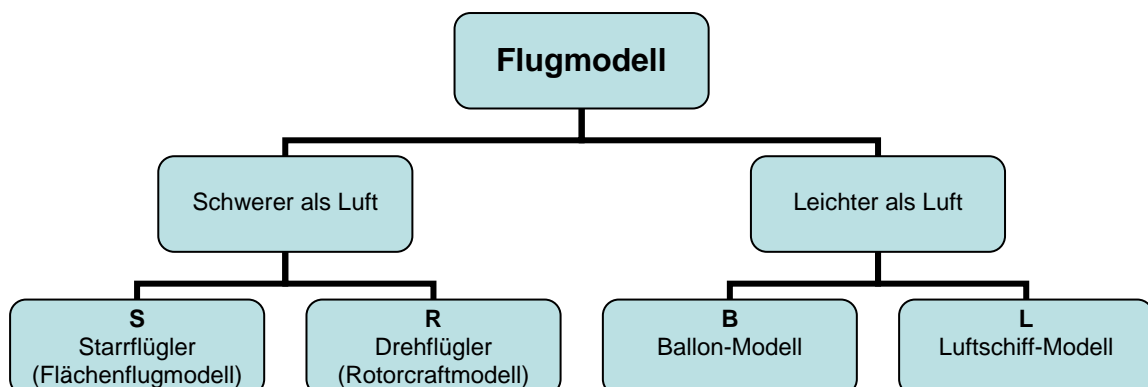 Flugmodell
Schwerer als Luft
Leichter als Luft
S
Starrflügler
(Flächenflugmodell)
R
Drehflügler
(Rotorcraftmodell)
B
Ballon-Modell
L
Luftschiff-Modell